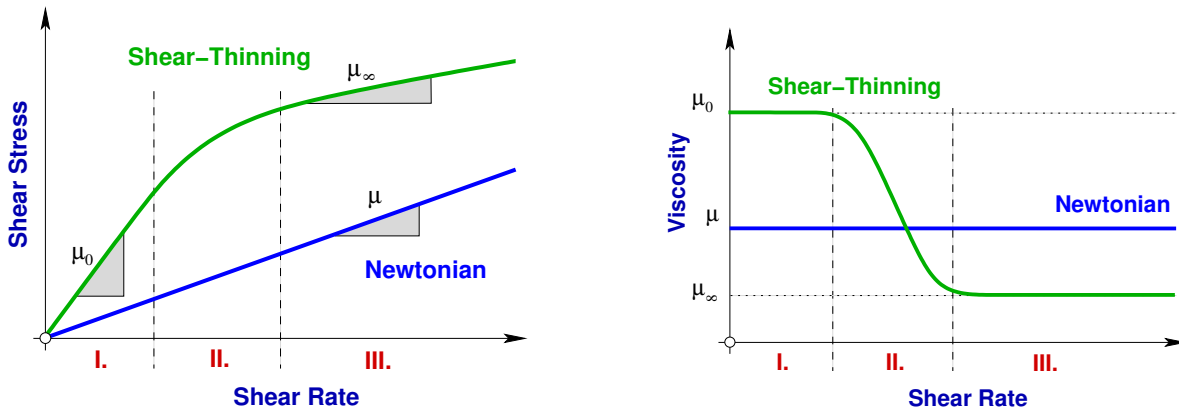 Shear Stress
Shear–Thinning
μ∞
μ
μ0
Newtonian
I.
II.
III.
Shear Rate
Viscosity
μ0
Shear–Thinning
μ
Newtonian
μ∞
I.
II.
III.
Shear Rate